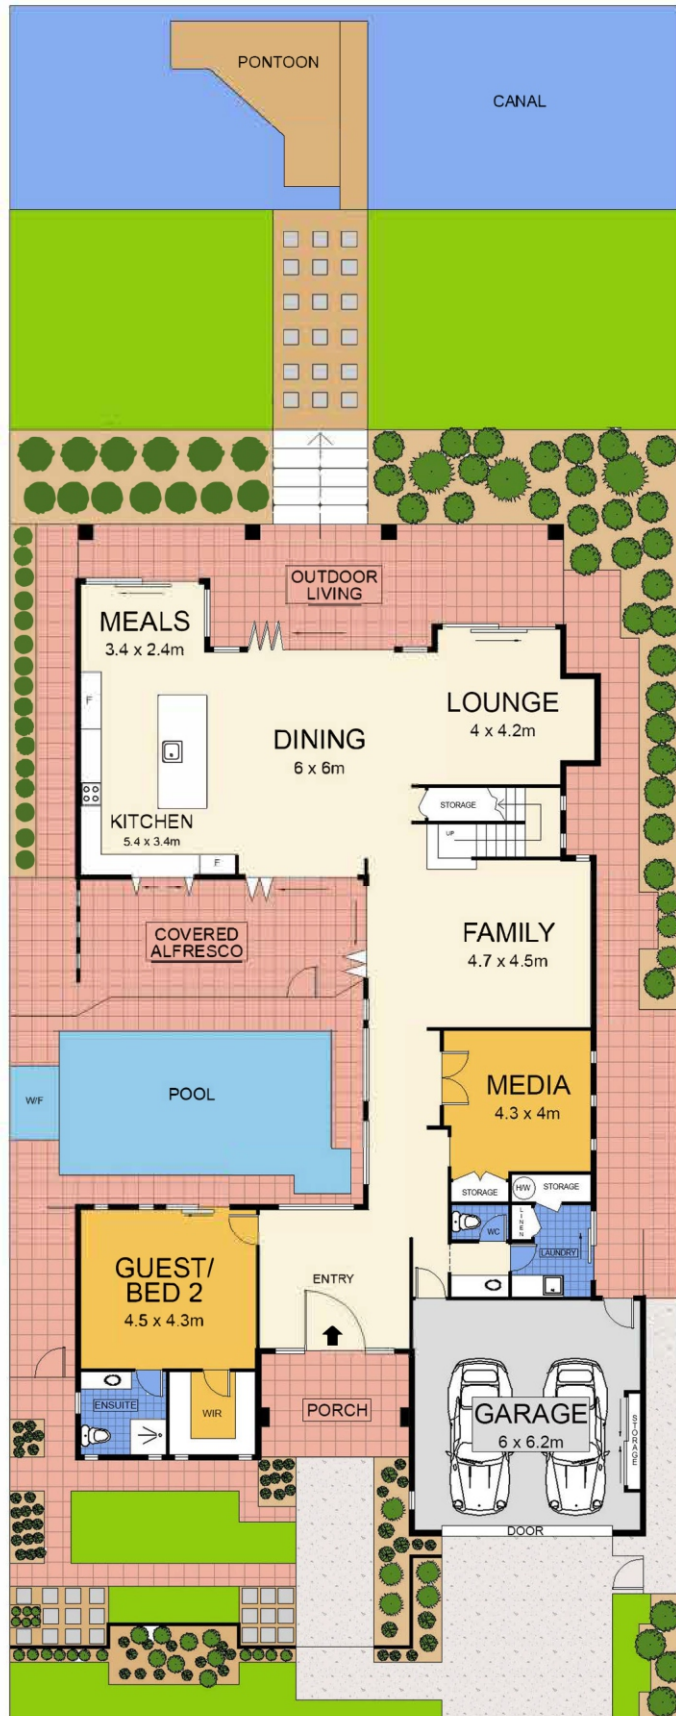 PONTOON
CANAL
OUTDOOR
LIVING
MEALS
3.4 x 2.4m
LOUNGE
4 x 4.2m
F
DINING
6 x 6m
STORAGE
KITCHEN
5.4 x 3.4m
UP
F
COVERED
ALFRESCO
FAMILY
4.7 x 4.5m
MEDIA
4.3 x 4m
POOL
W/F
STORAGE
H/W
STORAGE
LINEN
WC
LAUNDRY
GUEST/
BED 2
4.5 x 4.3m
ENTRY
ENSUITE
WIR
PORCH
GARAGE
6 x 6.2m
STORAGE
DOOR